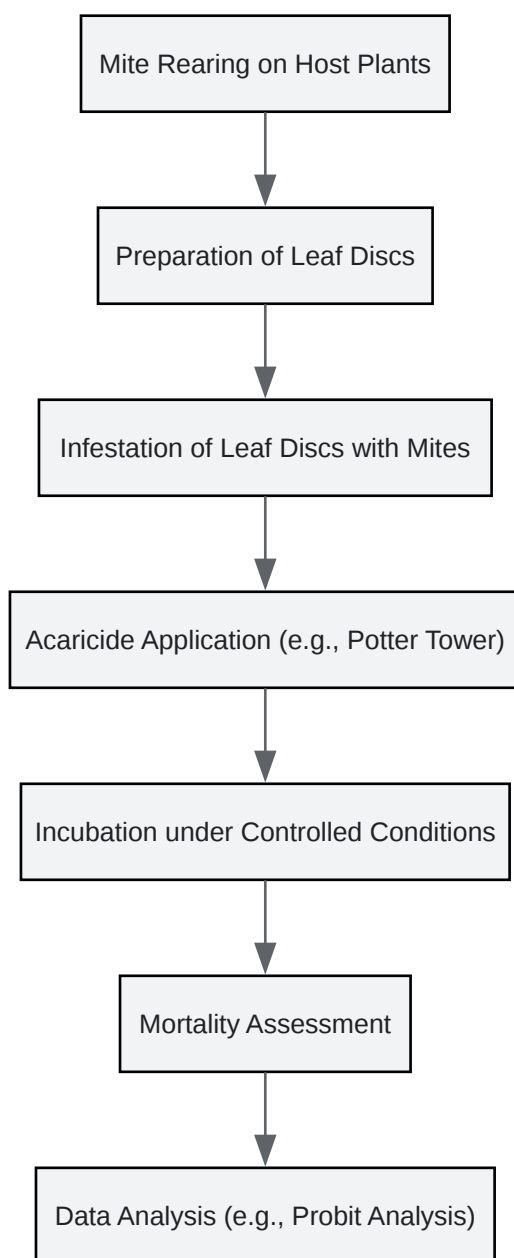 Mite Rearing on Host Plants
Preparation of Leaf Discs
Infestation of Leaf Discs with Mites
Acaricide Application (e.g., Potter Tower)
Incubation under Controlled Conditions
Mortality Assessment
Data Analysis (e.g., Probit Analysis)